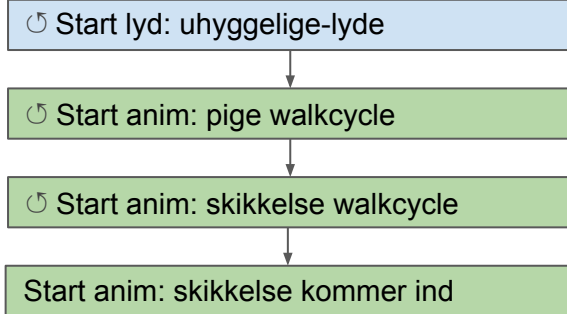 ↺ Start lyd: uhyggelige-lyde
↺ Start anim: pige walkcycle
↺ Start anim: skikkelse walkcycle
Start anim: skikkelse kommer ind